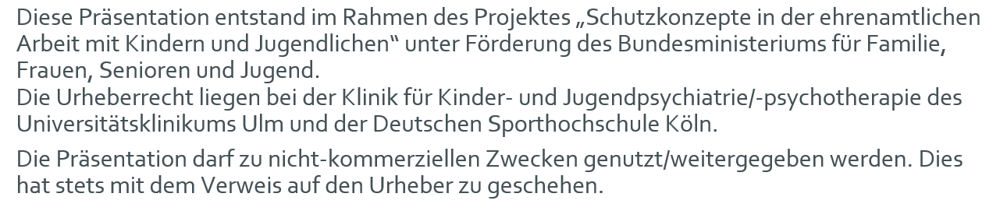 Diese Präsentation entstand im Rahmen des Projektes „Schutzkonzepte in der ehrenamtlichen
Arbeit mit Kindern und Jugendlichen“ unter Förderung des Bundesministeriums für Familie,
Frauen, Senioren und Jugend.
Die Urheberrecht liegen bei der Klinik für Kinder- und Jugendpsychiatrie/-psychotherapie des
Universitätsklinikums Ulm und der Deutschen Sporthochschule Köln.
Die Präsentation darf zu nicht-kommerziellen Zwecken genutzt/weitergegeben werden. Dies
hat stets mit dem Verweis auf den Urheber zu geschehen.